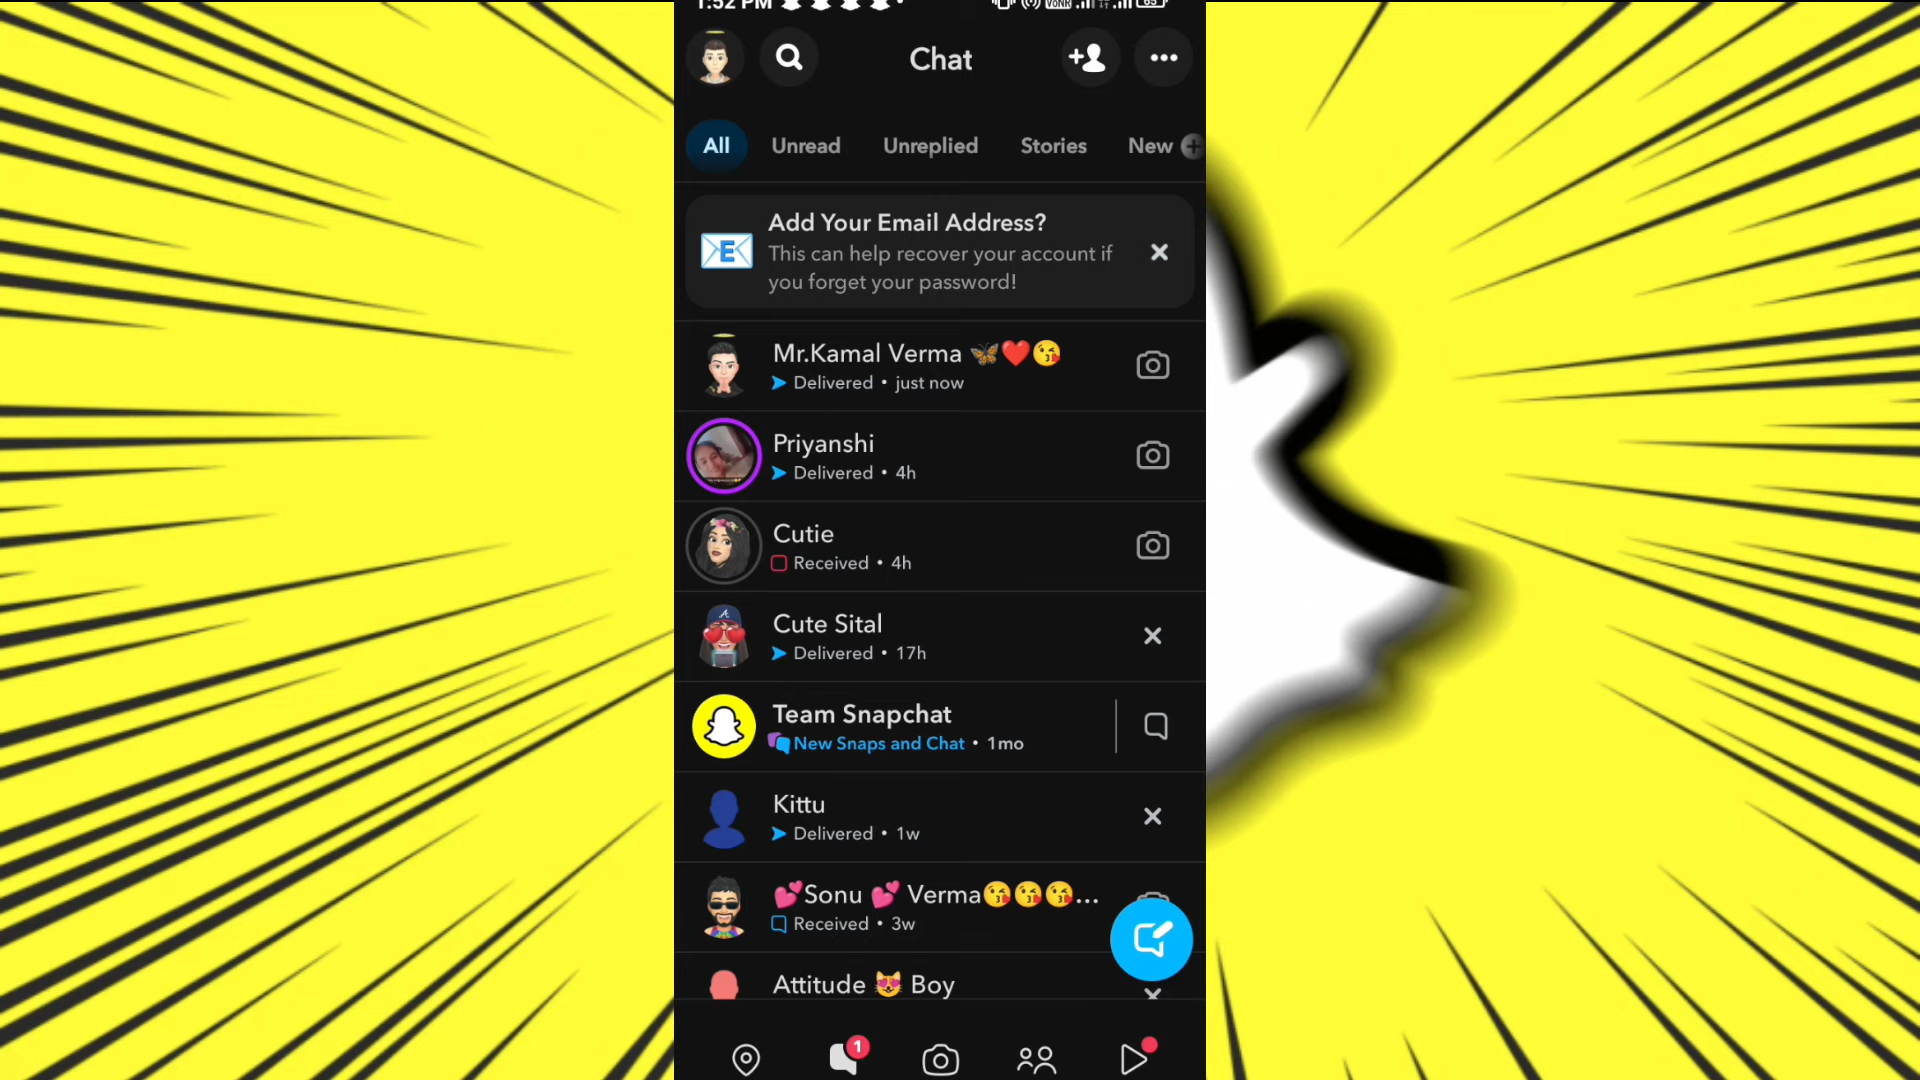 1:52 PM
Chat
All Unread Unreplied Stories New
Add Your Email Address?
This can help recover your account if
you forget your password!
Mr.Kamal Verma 🦋❤️😘
Delivered • just now
Priyanshi
Delivered • 4h
Cutie
Received • 4h
Cute Sital
Delivered • 17h
Team Snapchat
New Snaps and Chat • 1mo
Kittu
Delivered • 1w
💕Sonu 💕 Verma😘😘😘...
Received • 3w
Attitude 😻 Boy
1